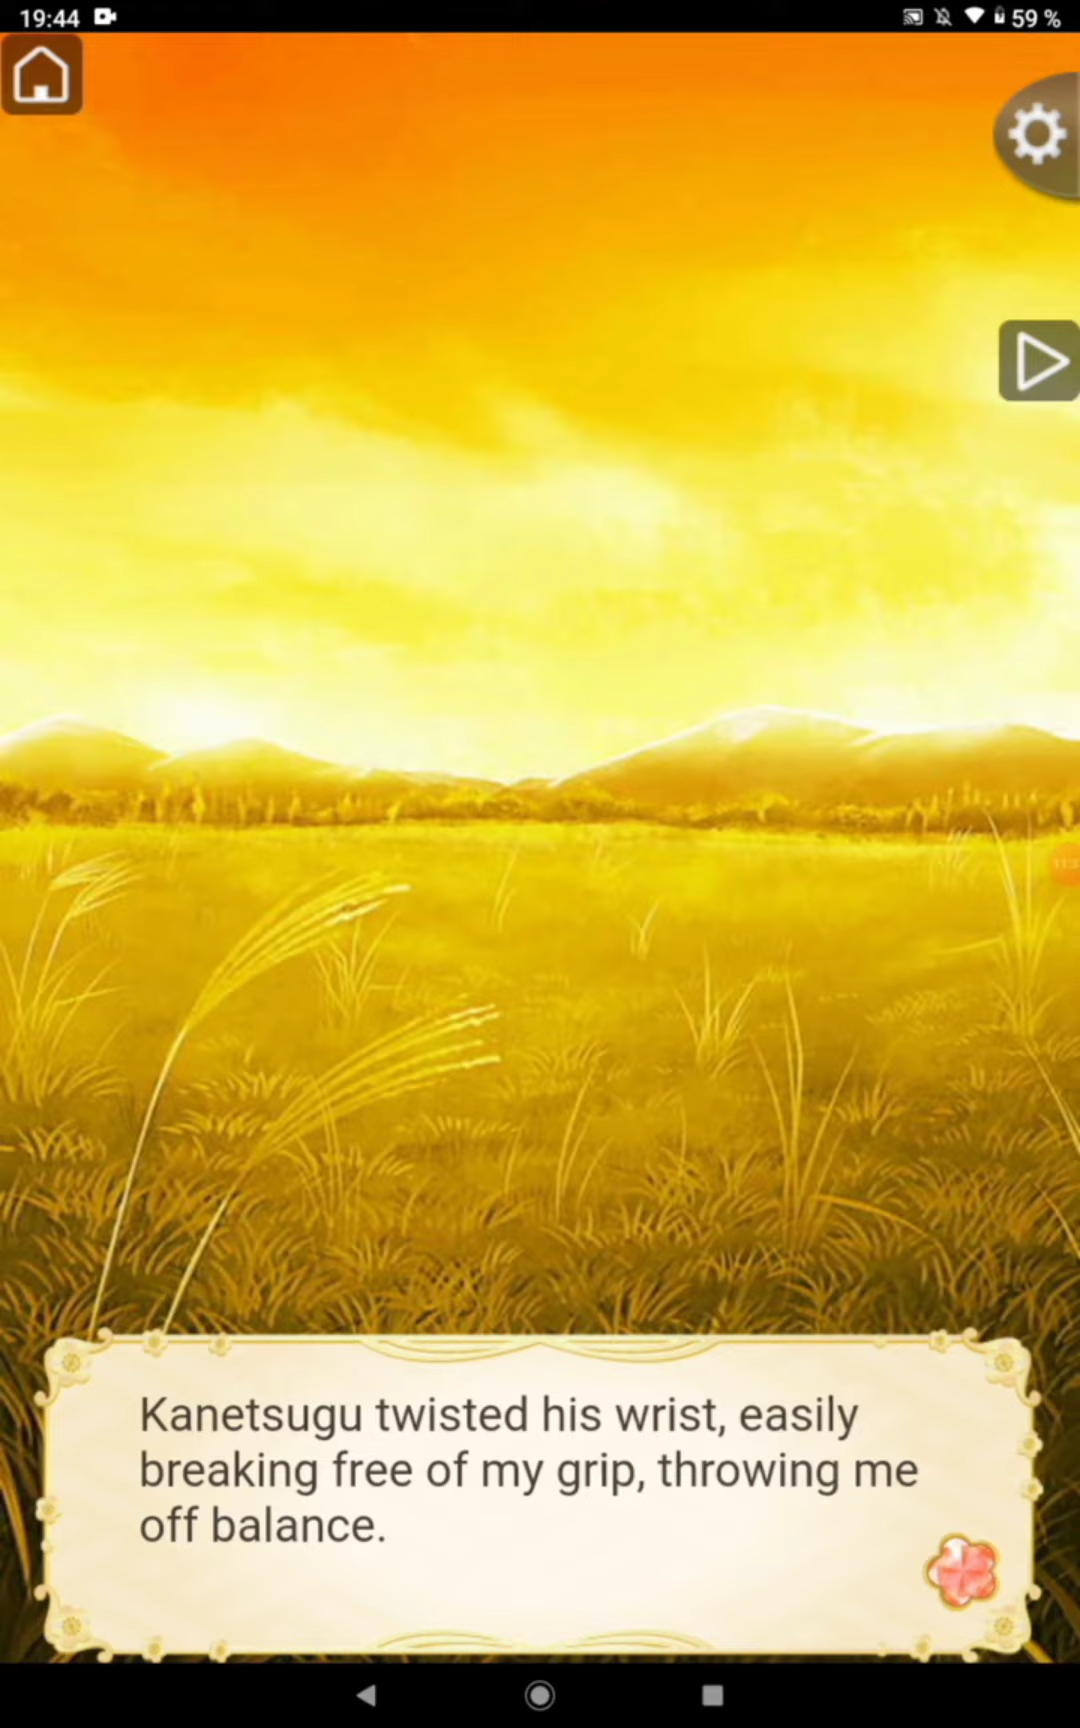 19:44
59 %
Kanetsugu twisted his wrist, easily
breaking free of my grip, throwing me
off balance.